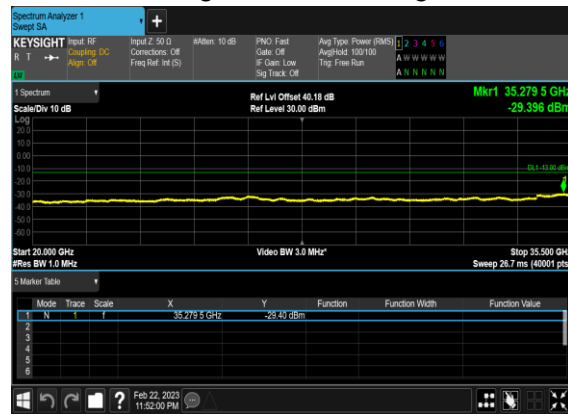 Spectrum Analyzer 1
Swept SA
+
KEYSIGHT Input: RF Input Z: 50 Ω #Atten: 10 dB PNO: Fast Avg Type: Power (RMS) 1 2 3 4 5 6
R T Coupling: DC Corrections: Off Gate: Off Avg|Hold: 100/100 A W W W W W
Align: Off Freq Ref: Int (S) IF Gain: Low Trig: Free Run
LW Sig Track: Off A N N N N N
1 Spectrum Ref Lvl Offset 40.18 dB Mkr1 35.279 5 GHz
Scale/Div 10 dB Ref Level 30.00 dBm -29.396 dBm
Log
20.0
10.0
0.00
-10.0 DL1 -13.00 dBm
-20.0
-30.0
-40.0
-50.0
-60.0
Start 20.000 GHz Video BW 3.0 MHz* Stop 35.500 GHz
#Res BW 1.0 MHz Sweep 26.7 ms (40001 pts)
5 Marker Table
Mode Trace Scale X Y Function Function Width Function Value
1 N 1 f 35.279 5 GHz -29.40 dBm
2
3
4
5
6
? Feb 22, 2023
11:52:00 PM